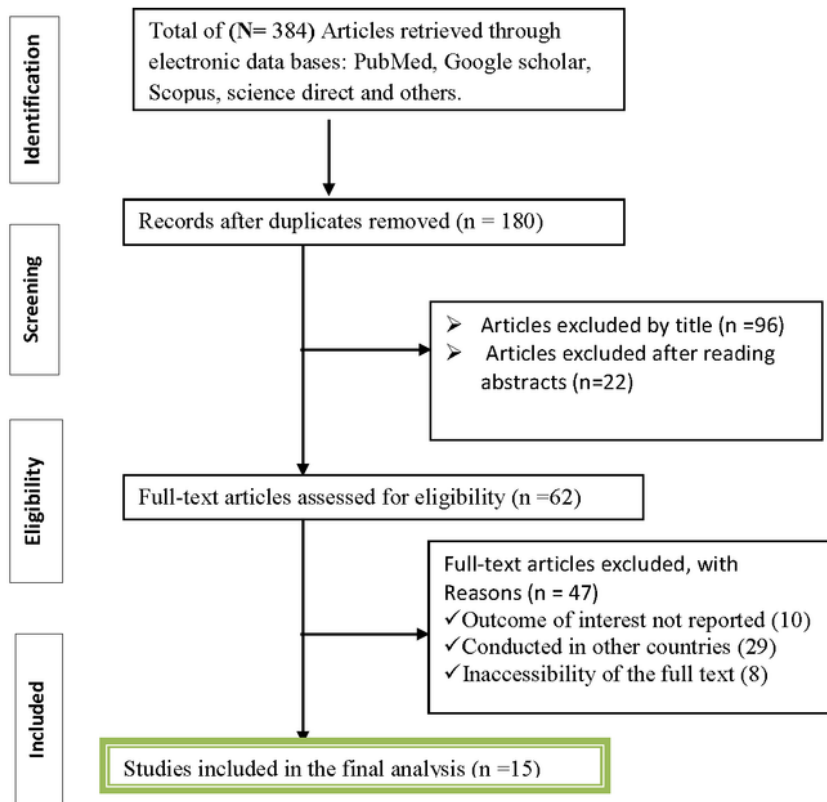 Identification
Total of (N= 384) Articles retrieved through
electronic data bases: PubMed, Google scholar,
Scopus, science direct and others.
Records after duplicates removed (n = 180)
Screening
➢ Articles excluded by title (n =96)
➢ Articles excluded after reading
abstracts (n=22)
Eligibility
Full-text articles assessed for eligibility (n =62)
Full-text articles excluded, with
Reasons (n = 47)
✓Outcome of interest not reported (10)
✓Conducted in other countries (29)
✓Inaccessibility of the full text (8)
Included
Studies included in the final analysis (n =15)